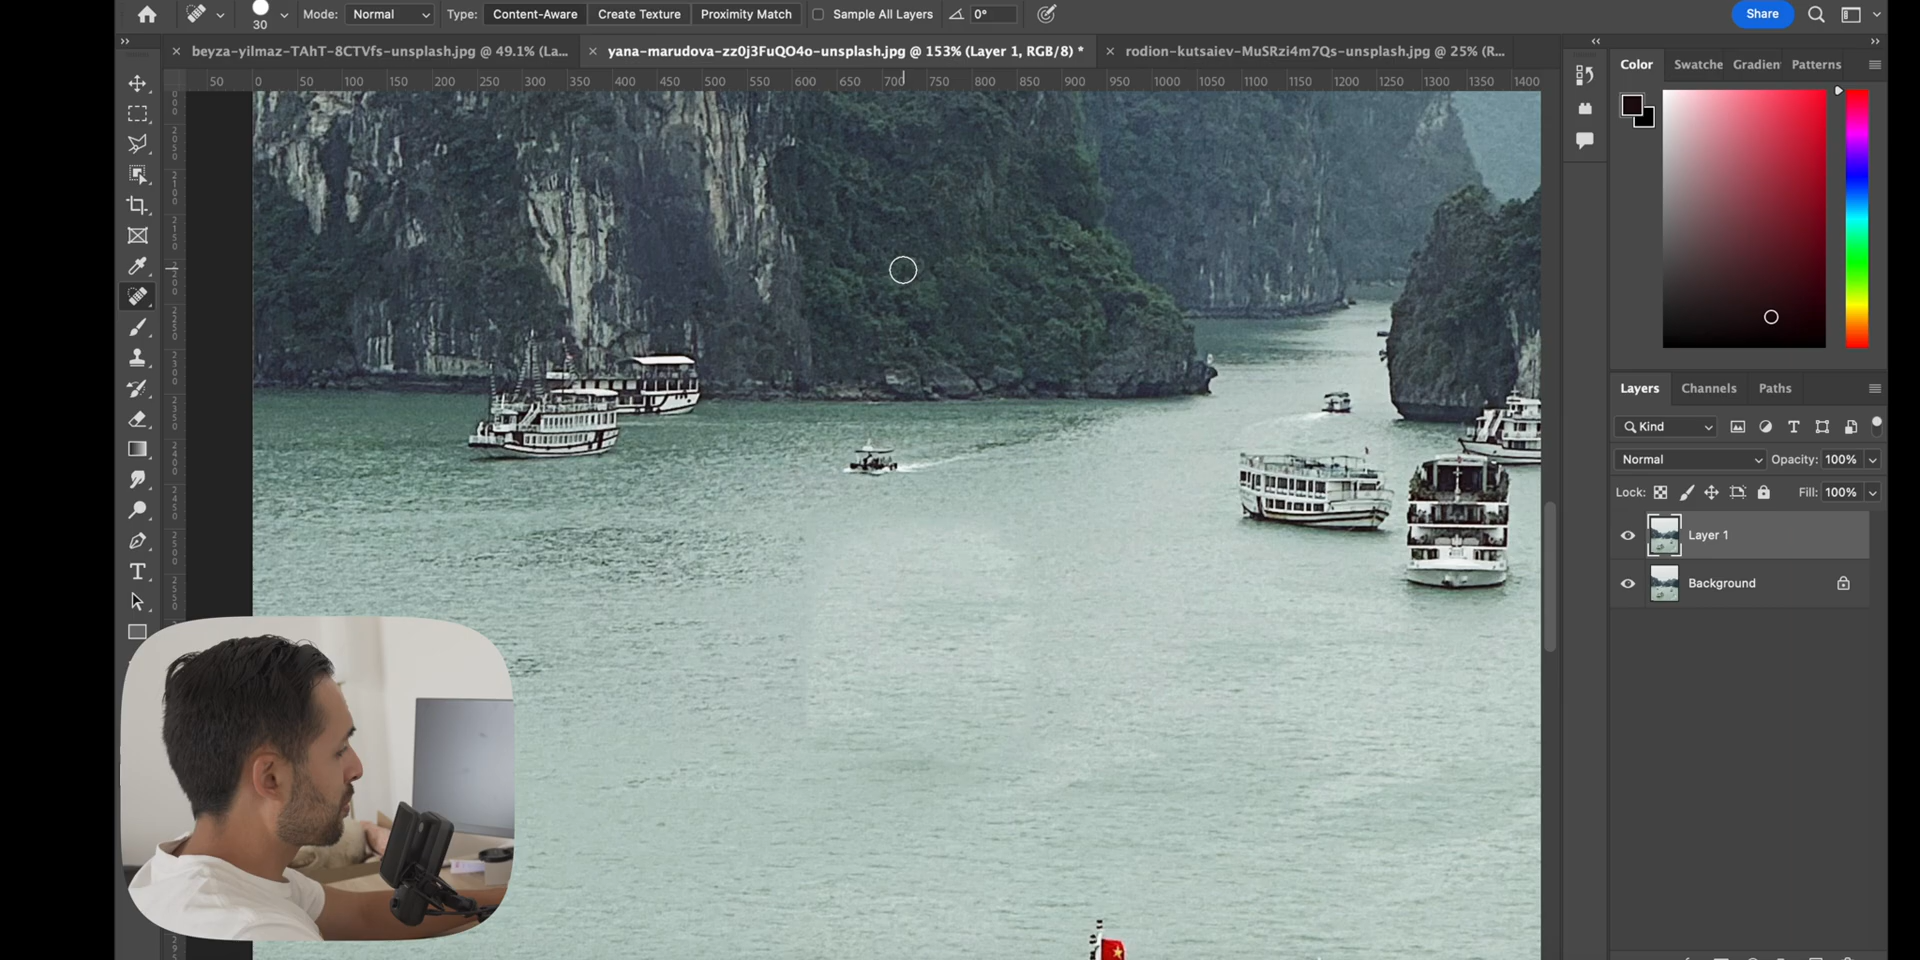 30 Mode: Normal Type: Content-Aware Create Texture Proximity Match Sample All Layers 0° Share
beyza-yilmaz-TAhT-8CTVfs-unsplash.jpg @ 49.1% (La... yana-marudova-zz0j3FuQO4o-unsplash.jpg @ 153% (Layer 1, RGB/8) * rodion-kutsaiev-MuSRzi4m7Qs-unsplash.jpg @ 25% (R...
50 0 50 100 150 200 250 300 350 400 450 500 550 600 650 700 750 800 850 900 950 1000 1050 1100 1150 1200 1250 1300 1350 1400
Color Swatche Gradien Patterns
Layers Channels Paths
Kind
Normal Opacity: 100%
Lock: Fill: 100%
Layer 1
Background